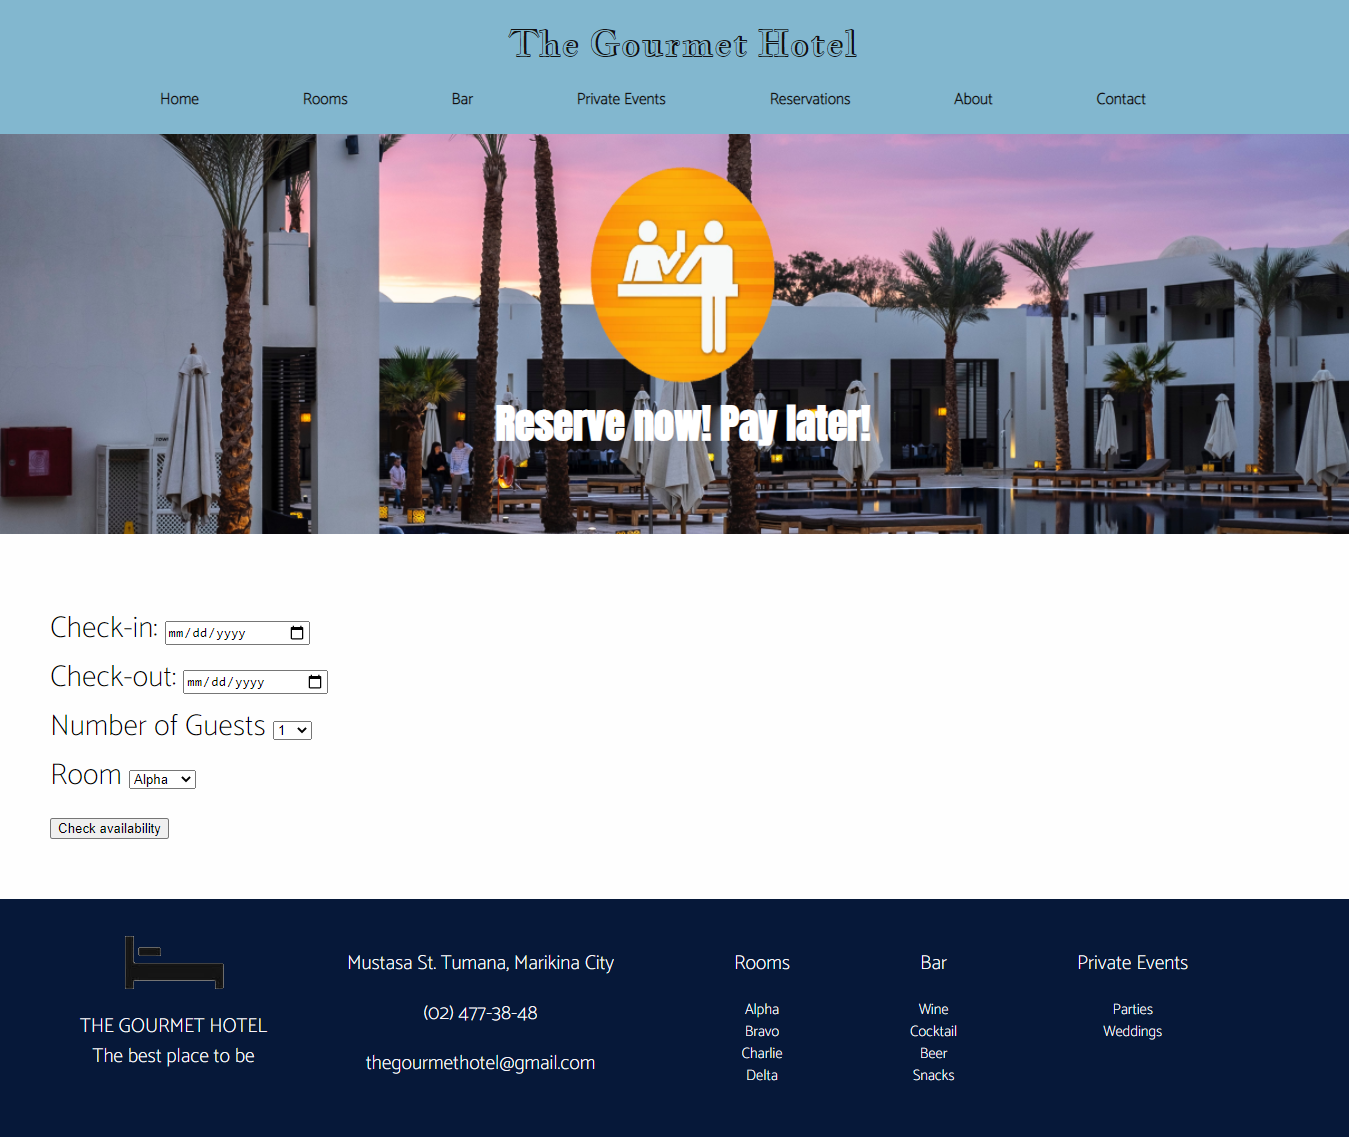 The Gourmet Hotel
Home Rooms Bar Private Events Reservations About Contact
Reserve now! Pay later!
Check-in: mm/dd/yyyy
Check-out: mm/dd/yyyy
Number of Guests 1
Room Alpha
Check availability
THE GOURMET HOTEL
The best place to be
Mustasa St. Tumana, Marikina City
(02) 477-38-48
thegourmethotel@gmail.com
Rooms
Alpha
Bravo
Charlie
Delta
Bar
Wine
Cocktail
Beer
Snacks
Private Events
Parties
Weddings